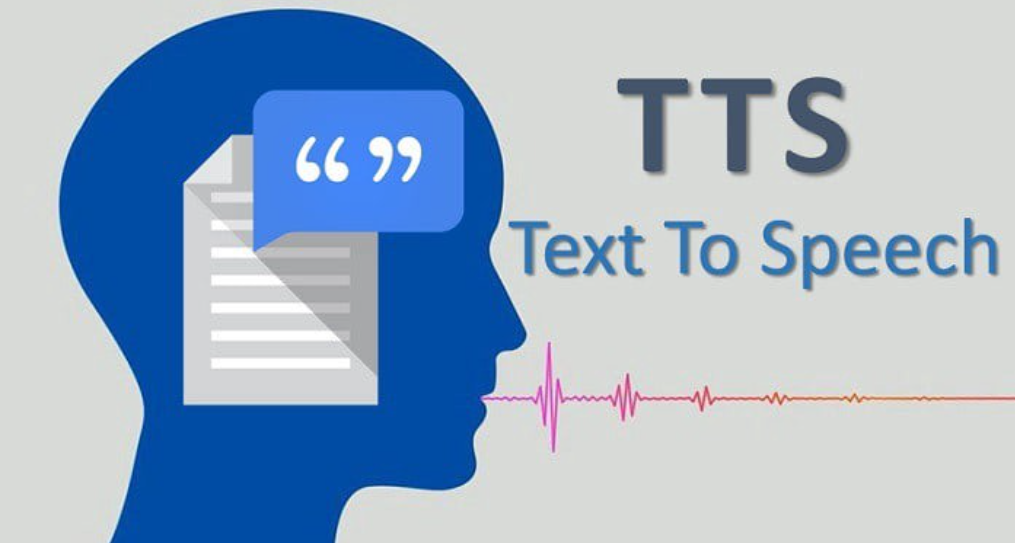 “ ”
TTS
Text To Speech